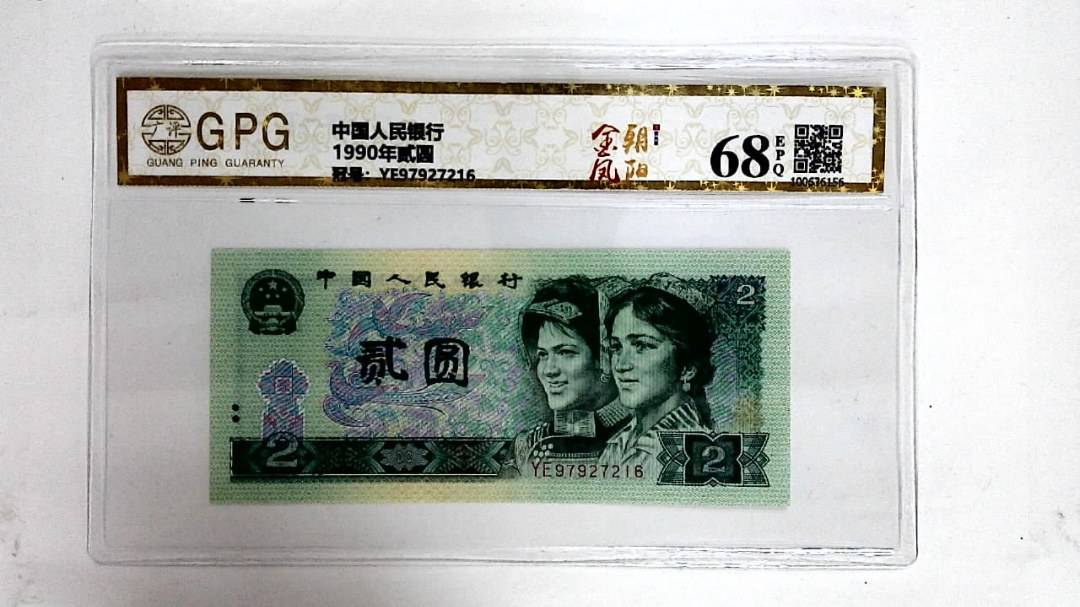 GPG
GUANG PING GUARANTY
中国人民银行
1990年贰圆
冠号：YE97927216
金凤
朝阳
68
EPQ
100676156
中国人民银行
2
贰圆
2
YE97927216
2